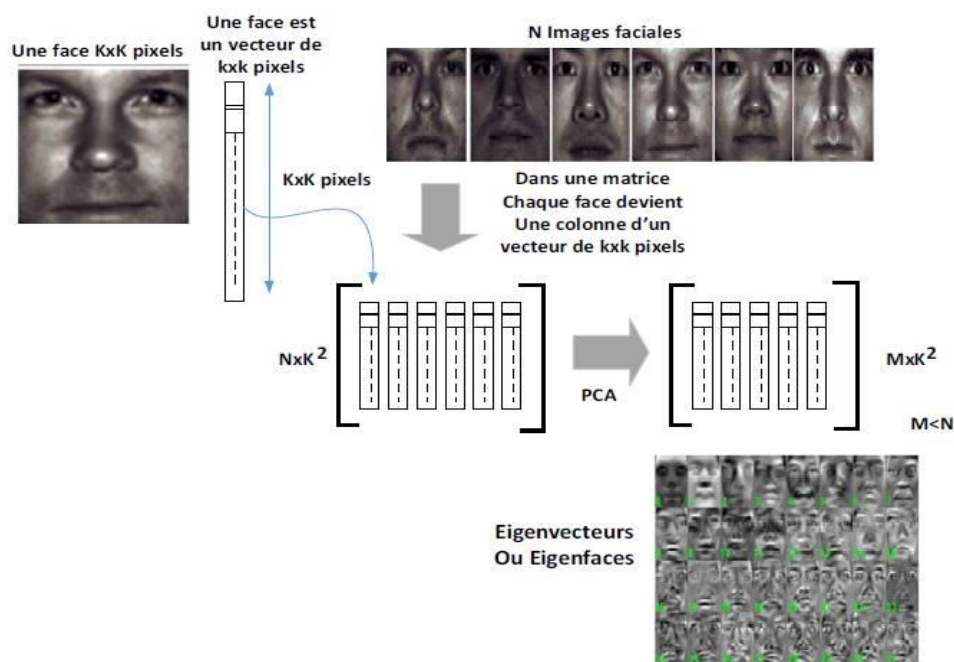 Une face KxK pixels
Une face est
un vecteur de
kxk pixels
N Images faciales
KxK pixels
Dans une matrice
Chaque face devient
Une colonne d'un
vecteur de kxk pixels
NxK²
PCA
MxK²
M<N
Eigenvecteurs
Ou Eigenfaces